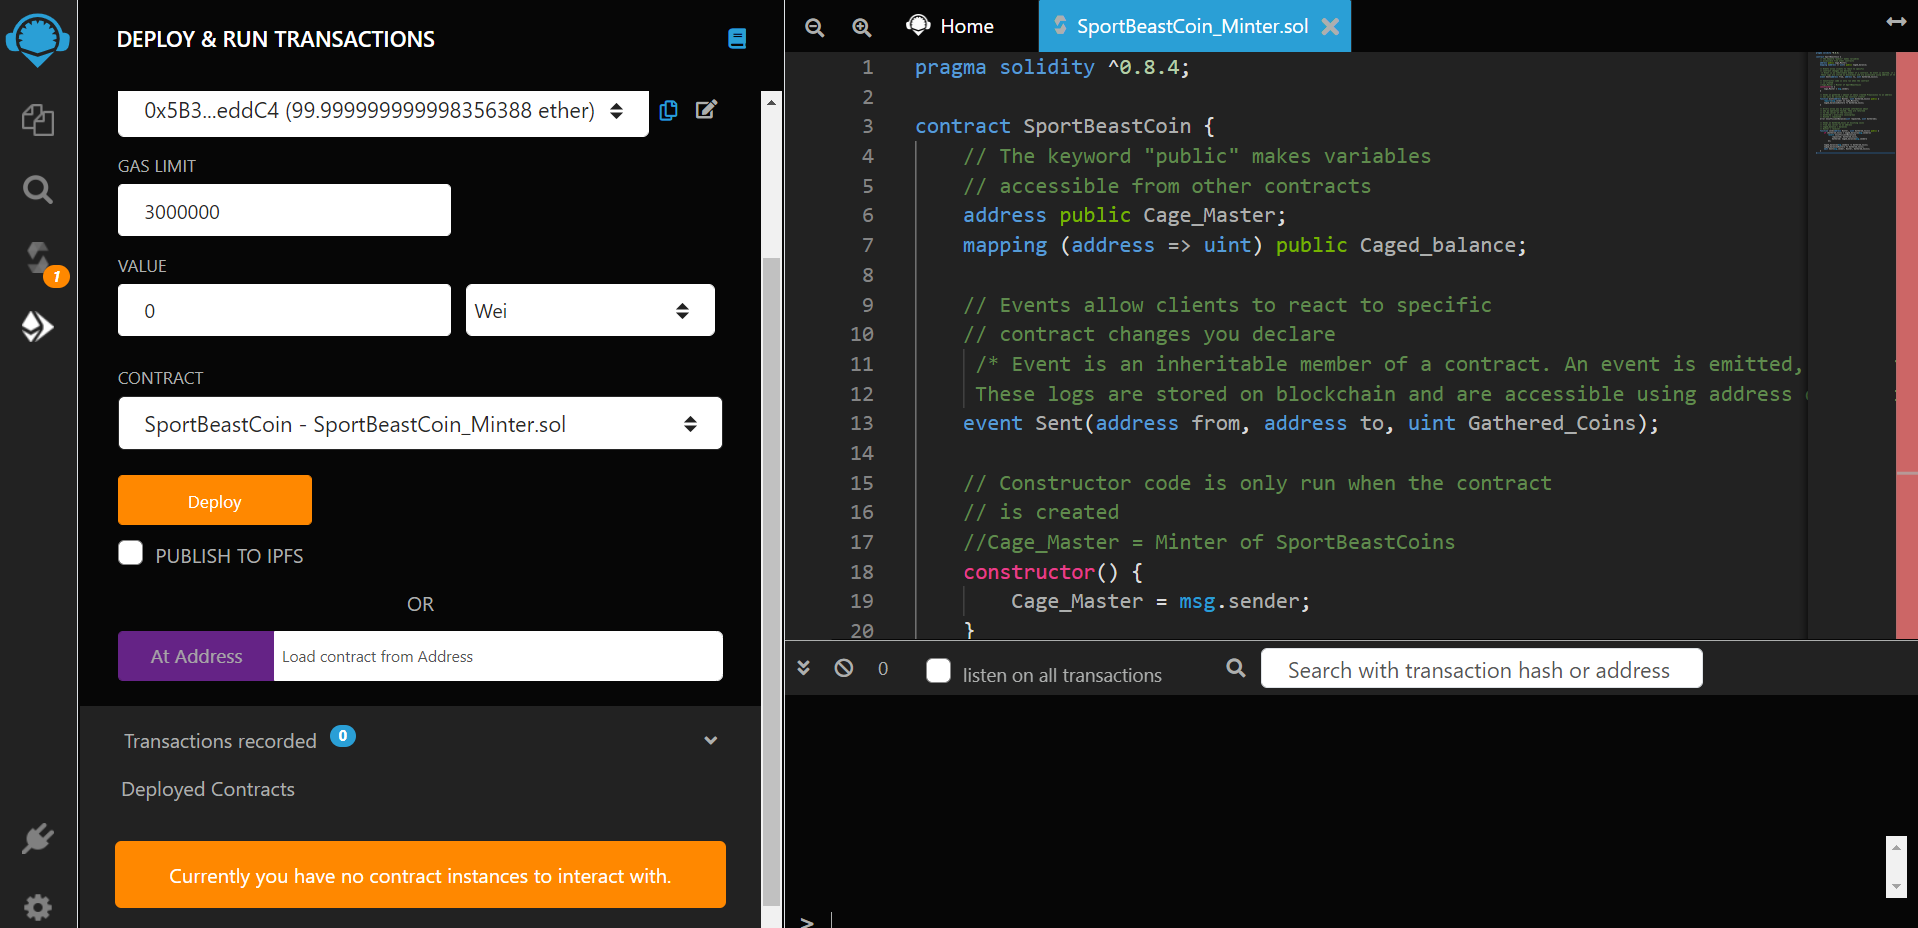 DEPLOY & RUN TRANSACTIONS
0x5B3...eddC4 (99.999999999998356388 ether)
GAS LIMIT
3000000
VALUE
0
Wei
CONTRACT
SportBeastCoin - SportBeastCoin_Minter.sol
Deploy
PUBLISH TO IPFS
OR
At Address
Load contract from Address
Transactions recorded 0
Deployed Contracts
Currently you have no contract instances to interact with.
1
Home
SportBeastCoin_Minter.sol
1 pragma solidity ^0.8.4;
2
3 contract SportBeastCoin {
4 // The keyword "public" makes variables
5 // accessible from other contracts
6 address public Cage_Master;
7 mapping (address => uint) public Caged_balance;
8
9 // Events allow clients to react to specific
10 // contract changes you declare
11 /* Event is an inheritable member of a contract. An event is emitted,
12 These logs are stored on blockchain and are accessible using address
13 event Sent(address from, address to, uint Gathered_Coins);
14
15 // Constructor code is only run when the contract
16 // is created
17 //Cage_Master = Minter of SportBeastCoins
18 constructor() {
19 Cage_Master = msg.sender;
20 }
0
listen on all transactions
Search with transaction hash or address
>